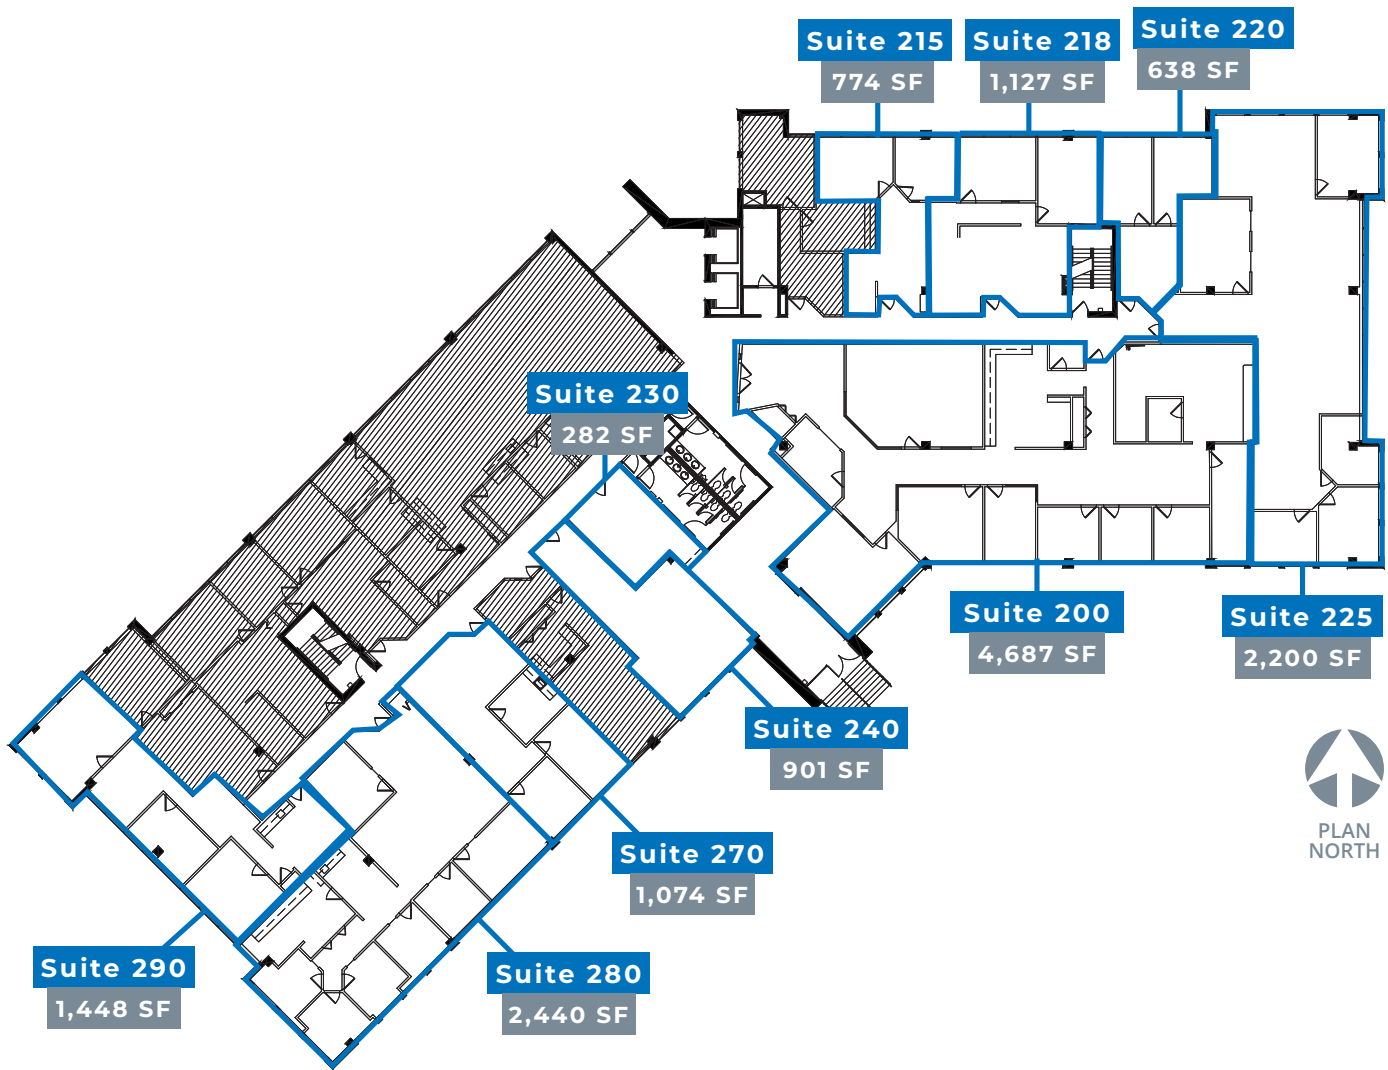 Suite 215
774 SF
Suite 218
1,127 SF
Suite 220
638 SF
Suite 230
282 SF
Suite 200
4,687 SF
Suite 225
2,200 SF
Suite 240
901 SF
PLAN
NORTH
Suite 270
1,074 SF
Suite 290
1,448 SF
Suite 280
2,440 SF